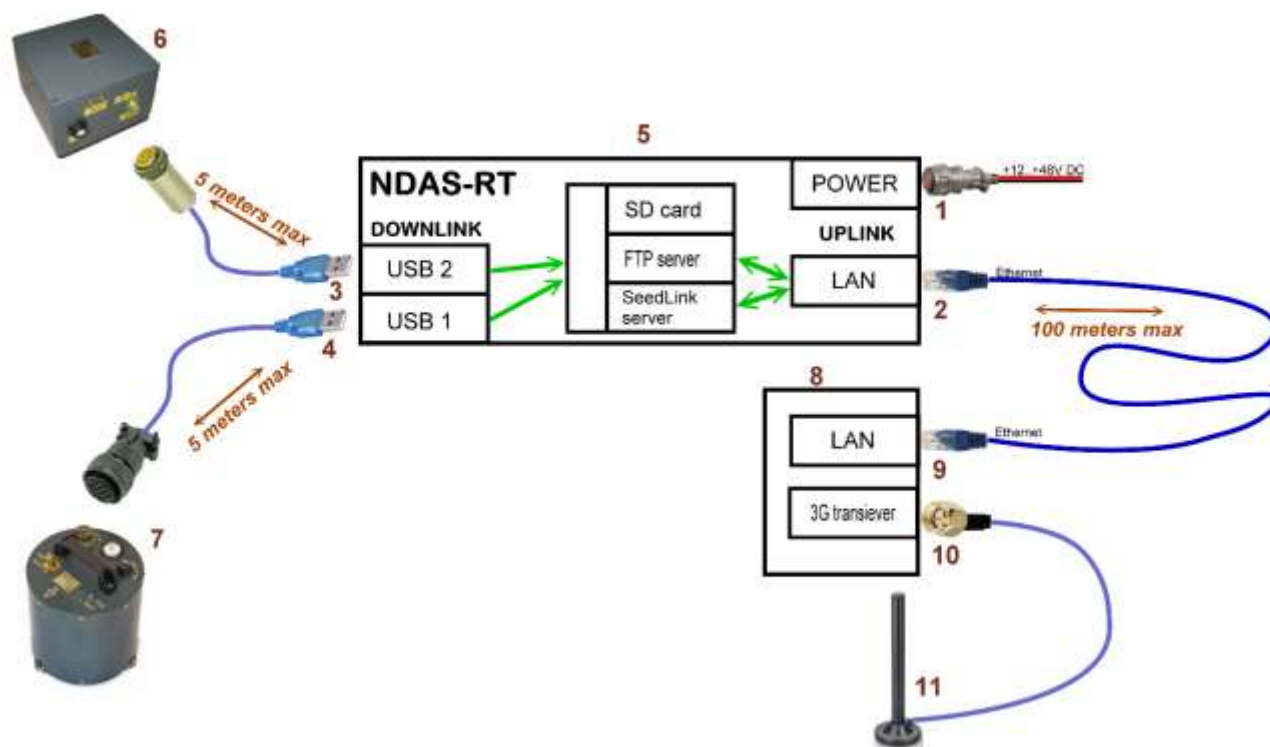 6
5
5 meters max
NDAS-RT
POWER
+12 +48V DC
1
SD card
DOWNLINK
UPLINK
USB 2
FTP server
LAN
Ethernet
3
SeedLink
server
USB 1
2
100 meters max
4
5 meters max
8
LAN
Ethernet
9
3G transiever
10
7
11